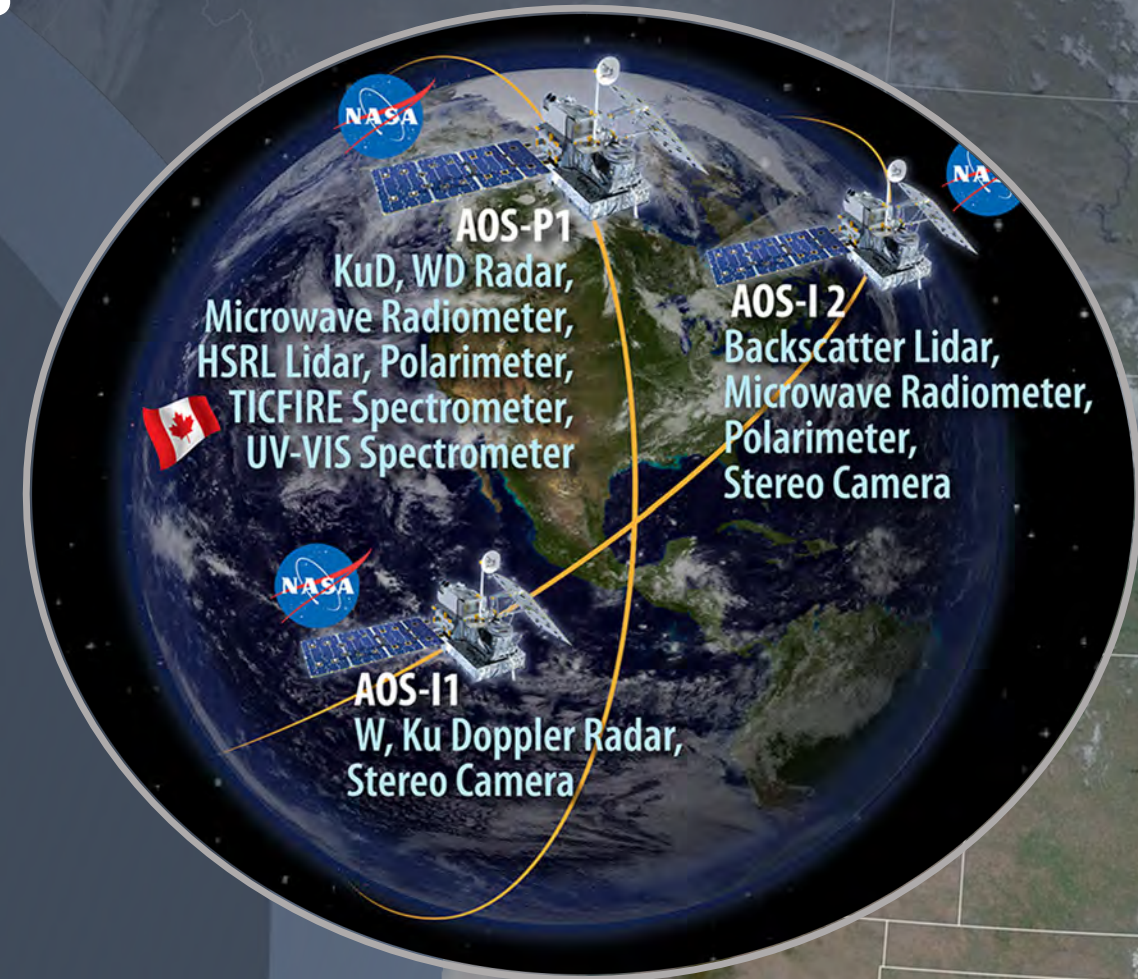 NASA
AOS-P1
KuD, WD Radar,
Microwave Radiometer,
HSRL Lidar, Polarimeter,
TICFIRE Spectrometer,
UV-VIS Spectrometer
NA
AOS-I 2
Backscatter Lidar,
Microwave Radiometer,
Polarimeter,
Stereo Camera
NASA
AOS-I1
W, Ku Doppler Radar,
Stereo Camera